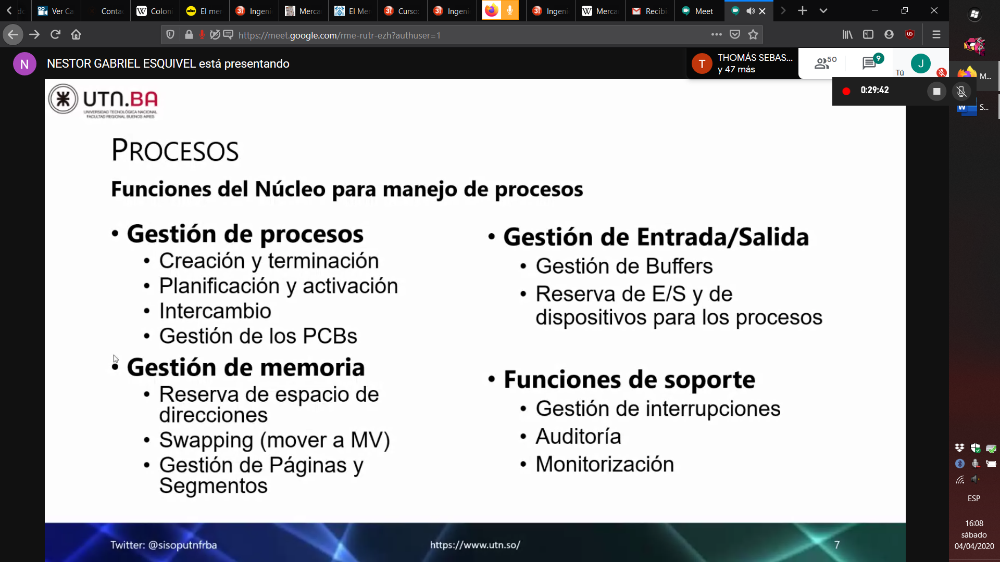 Ver Ca
Contac
Coloni
El mer
Ingeni
Merca
El Mer
Curso:
Ingeni
Ingeni
Merca
Recibi
Meet
https://meet.google.com/rme-rutr-ezh?authuser=1
N
NESTOR GABRIEL ESQUIVEL está presentando
T
THOMÁS SEBAS...
y 47 más
50
9
Tú
J
0:29:42
M...
S...
UTN.BA
UNIVERSIDAD TECNOLÓGICA NACIONAL
FACULTAD REGIONAL BUENOS AIRES
PROCESOS
Funciones del Núcleo para manejo de procesos
• Gestión de procesos
• Creación y terminación
• Planificación y activación
• Intercambio
• Gestión de los PCBs
• Gestión de memoria
• Reserva de espacio de
direcciones
• Swapping (mover a MV)
• Gestión de Páginas y
Segmentos
• Gestión de Entrada/Salida
• Gestión de Buffers
• Reserva de E/S y de
dispositivos para los procesos
• Funciones de soporte
• Gestión de interrupciones
• Auditoría
• Monitorización
Twitter: @sisoputnfrba
https://www.utn.so/
7
ESP
16:08
sábado
04/04/2020